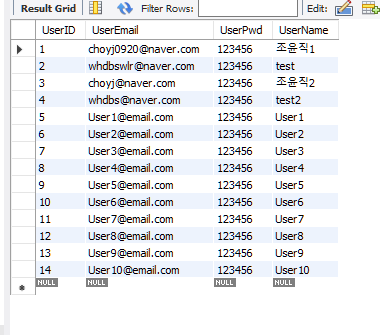 Result Grid Filter Rows: Edit:
UserID UserEmail UserPwd UserName
1 choyj0920@naver.com 123456 조윤직1
2 whdbswlr@naver.com 123456 test
3 choyj@naver.com 123456 조윤직2
4 whdbs@naver.com 123456 test2
5 User1@email.com 123456 User1
6 User2@email.com 123456 User2
7 User3@email.com 123456 User3
8 User4@email.com 123456 User4
9 User5@email.com 123456 User5
10 User6@email.com 123456 User6
11 User7@email.com 123456 User7
12 User8@email.com 123456 User8
13 User9@email.com 123456 User9
14 User10@email.com 123456 User10
NULL NULL NULL NULL